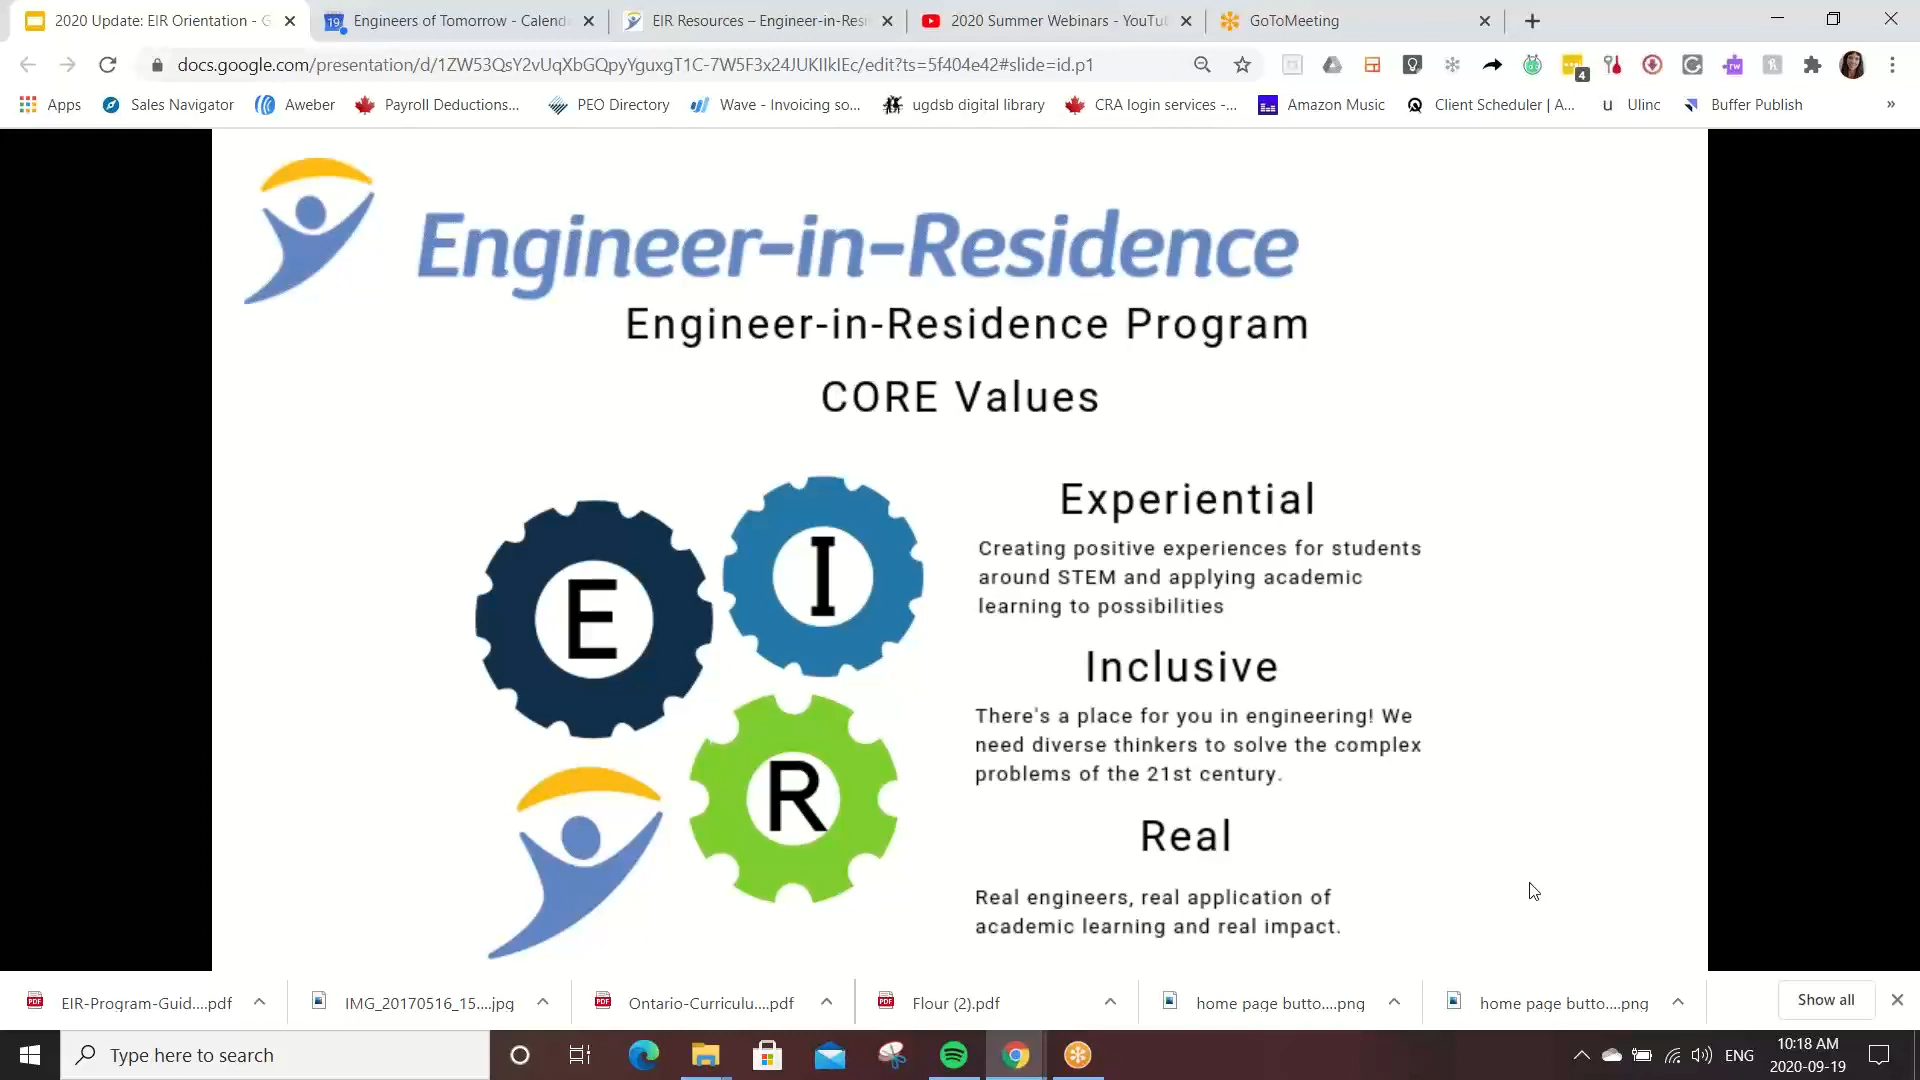 2020 Update: EIR Orientation - G
Engineers of Tomorrow - Calend
EIR Resources – Engineer-in-Resi
2020 Summer Webinars - YouTu
GoToMeeting
docs.google.com/presentation/d/1ZW53QsY2vUqXbGQpyYguxgT1C-7W5F3x24JUKIlklEc/edit?ts=5f404e42#slide=id.p1
4
Apps
Sales Navigator
Aweber
Payroll Deductions...
PEO Directory
Wave - Invoicing so...
ugdsb digital library
CRA login services -...
Amazon Music
Client Scheduler | A...
Ulinc
Buffer Publish
»
Engineer-in-Residence
Engineer-in-Residence Program
CORE Values
E
I
R
Experiential
Creating positive experiences for students
around STEM and applying academic
learning to possibilities
Inclusive
There's a place for you in engineering! We
need diverse thinkers to solve the complex
problems of the 21st century.
Real
Real engineers, real application of
academic learning and real impact.
EIR-Program-Guid....pdf
IMG_20170516_15....jpg
Ontario-Curriculu....pdf
Flour (2).pdf
home page butto....png
home page butto....png
Show all
Type here to search
ENG
10:18 AM
2020-09-19